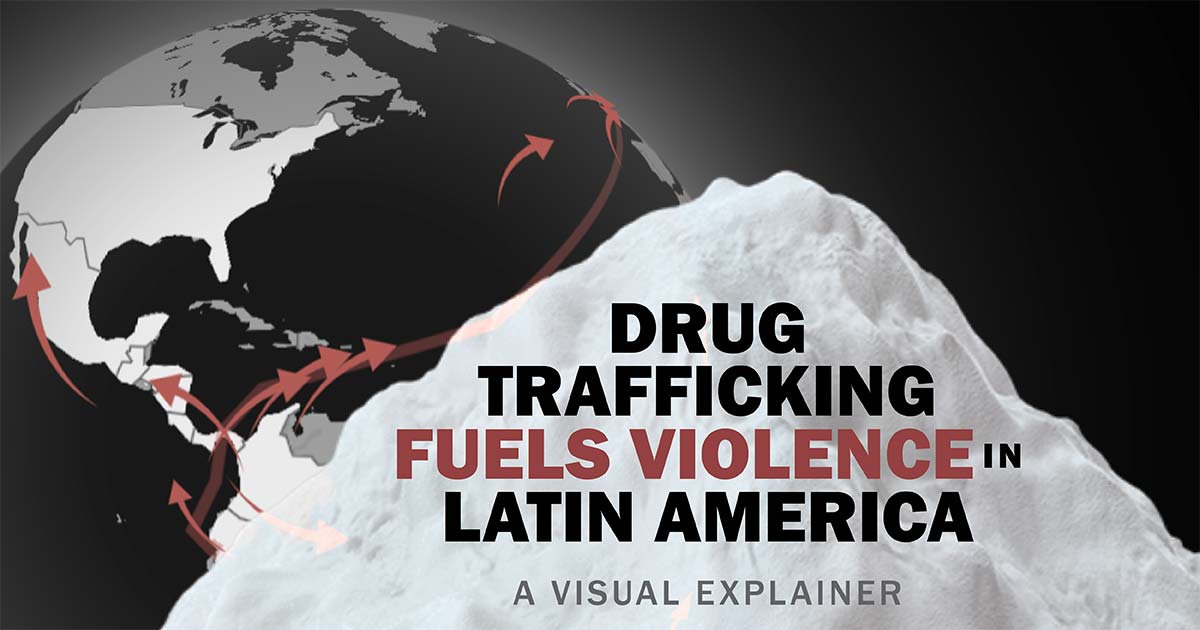 DRUG
TRAFFICKING
FUELS VIOLENCE IN
LATIN AMERICA
A VISUAL EXPLAINER